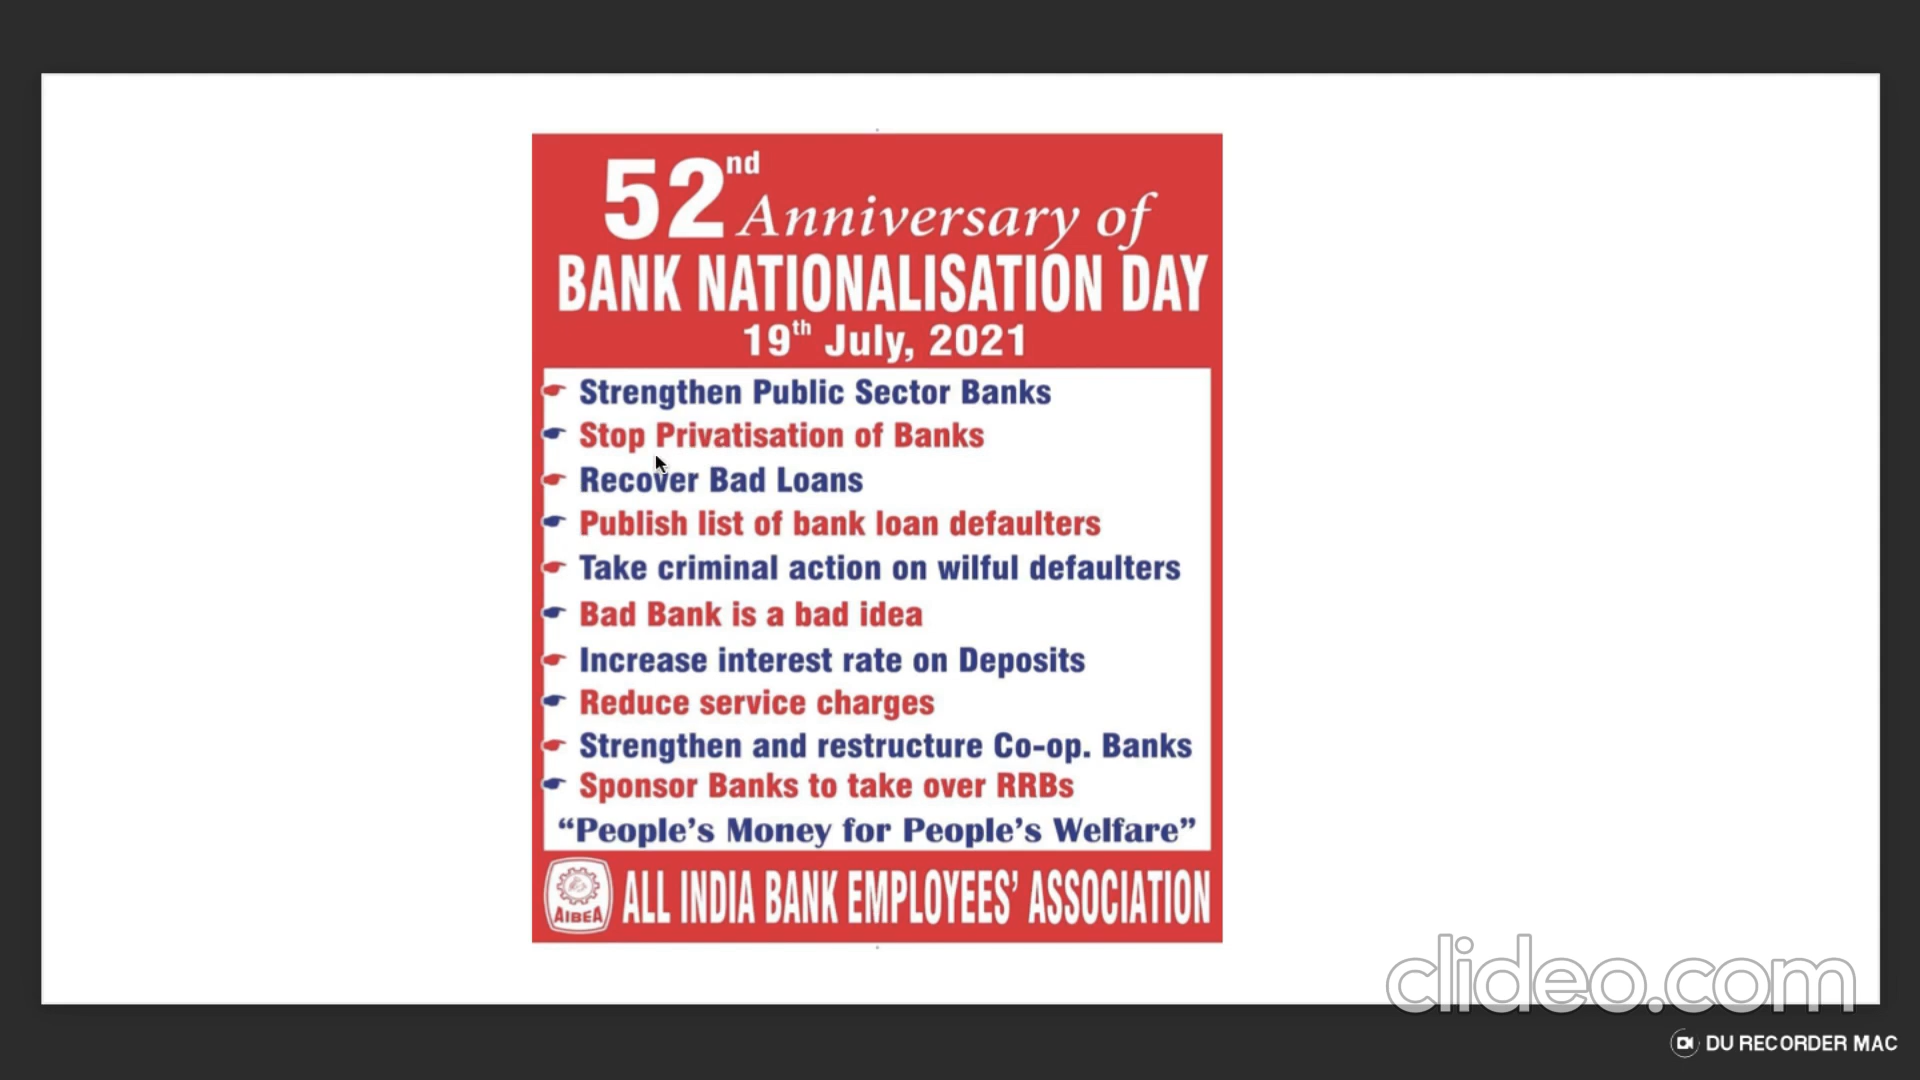 52nd Anniversary of
BANK NATIONALISATION DAY
19th July, 2021
Strengthen Public Sector Banks
Stop Privatisation of Banks
Recover Bad Loans
Publish list of bank loan defaulters
Take criminal action on wilful defaulters
Bad Bank is a bad idea
Increase interest rate on Deposits
Reduce service charges
Strengthen and restructure Co-op. Banks
Sponsor Banks to take over RRBs
“People’s Money for People’s Welfare”
AIBEA
ALL INDIA BANK EMPLOYEES’ ASSOCIATION
clideo.com
DU RECORDER MAC